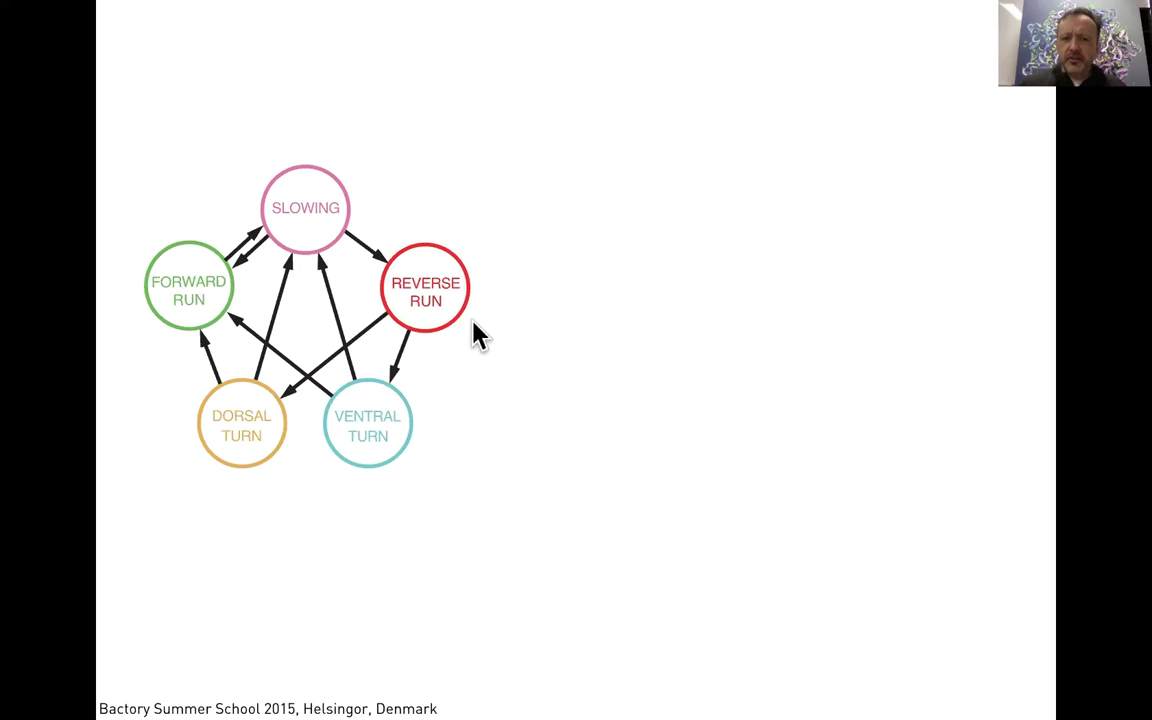 SLOWING
FORWARD
RUN
REVERSE
RUN
DORSAL
TURN
VENTRAL
TURN
Bactory Summer School 2015, Helsingor, Denmark